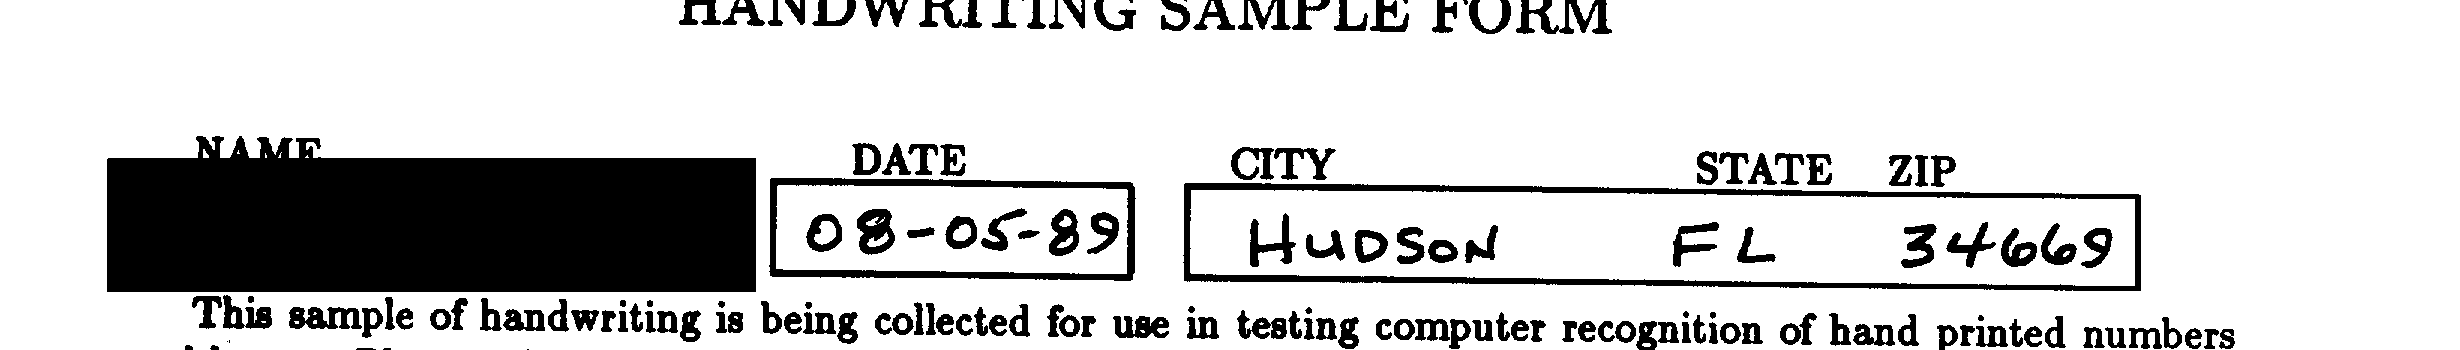 HANDWRITING SAMPLE FORM
NAME DATE CITY STATE ZIP
08-05-89 HUDSON FL 34669
This sample of handwriting is being collected for use in testing computer recognition of hand printed numbers